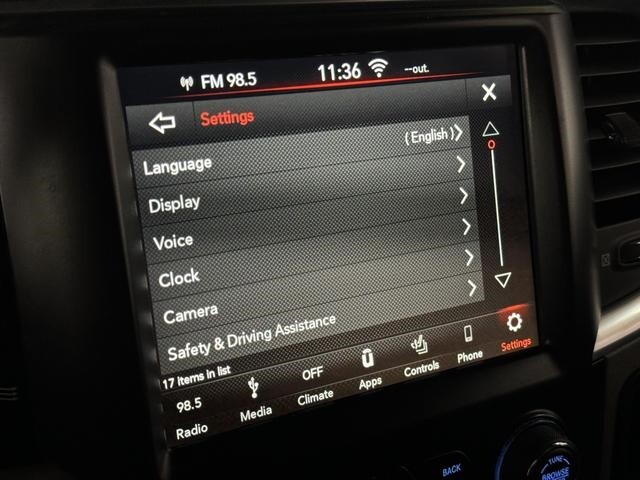 FM 98.5 11:36 --out.
Settings X
Language ( English )
Display
Voice
Clock
Camera
Safety & Driving Assistance
17 items in list
98.5 OFF
Radio Media Climate Apps Controls Phone Settings
BACK
TUNE
BROWSE